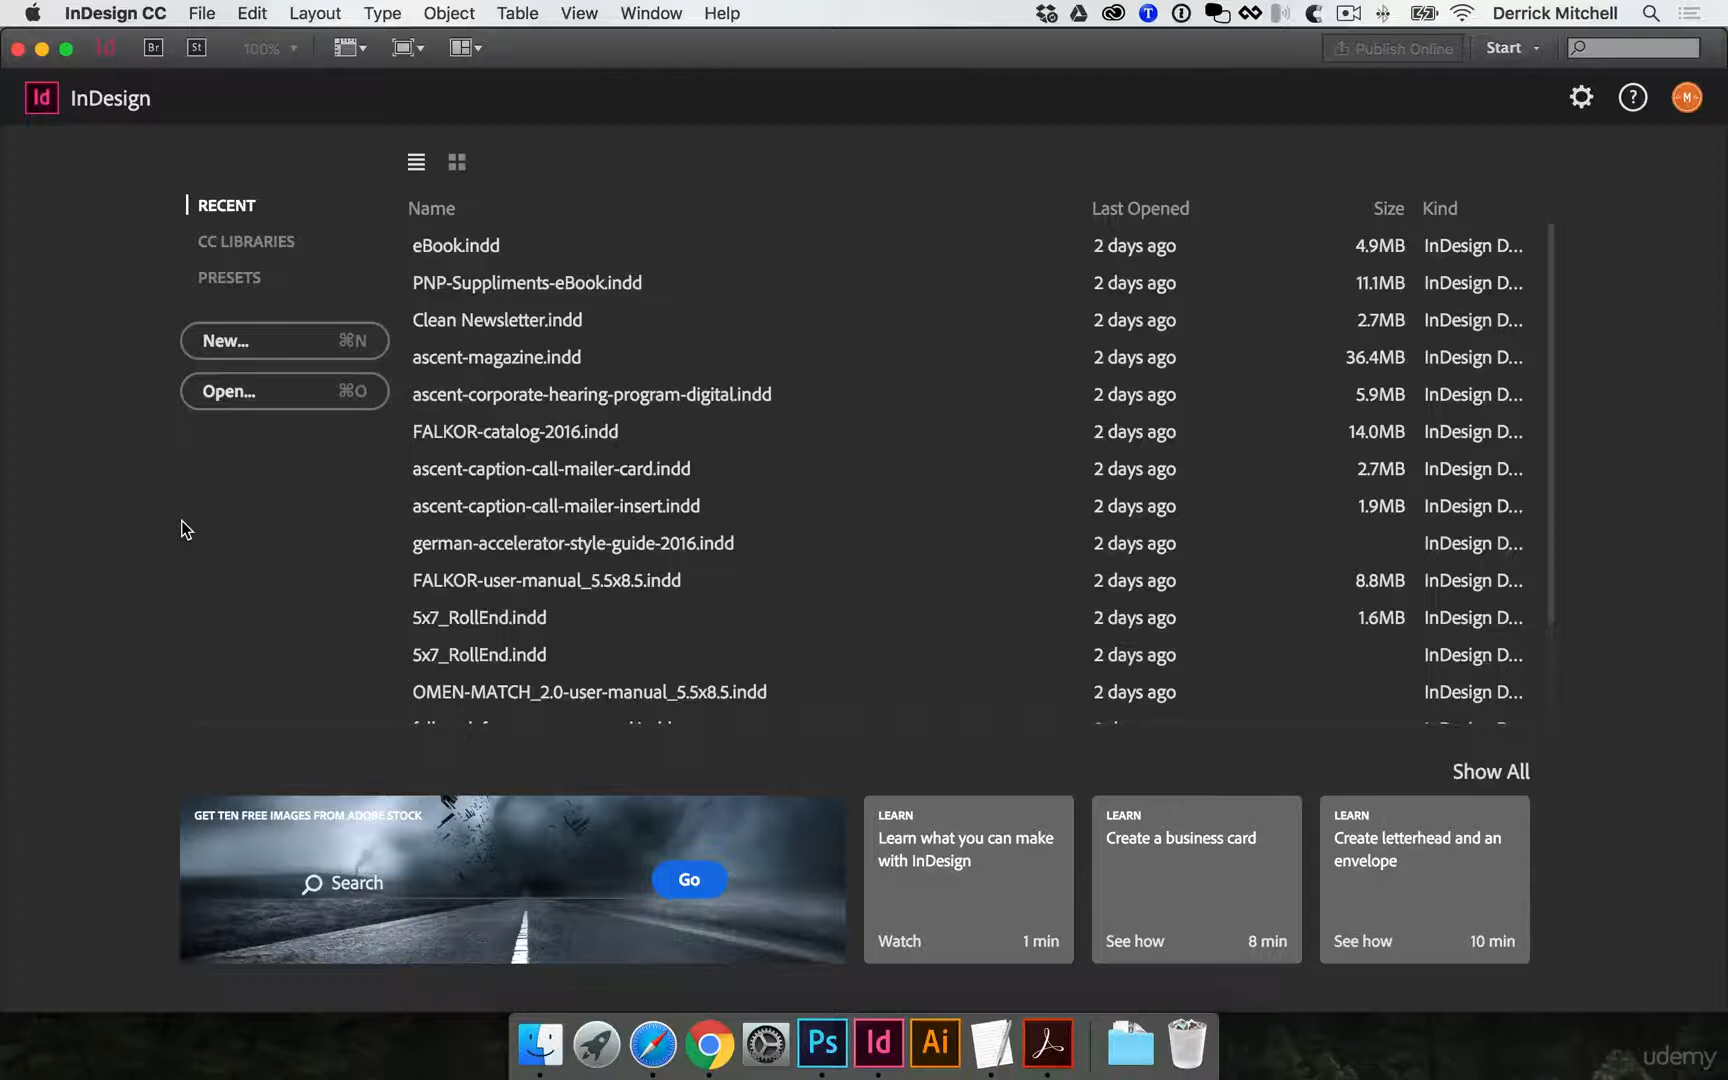 InDesign CC File Edit Layout Type Object Table View Window Help Derrick Mitchell
Id Br St 100% Publish Online Start
Id InDesign
M
RECENT
CC LIBRARIES
PRESETS
New... ⌘N
Open... ⌘O
Name Last Opened Size Kind
eBook.indd 2 days ago 4.9MB InDesign D...
PNP-Suppliments-eBook.indd 2 days ago 11.1MB InDesign D...
Clean Newsletter.indd 2 days ago 2.7MB InDesign D...
ascent-magazine.indd 2 days ago 36.4MB InDesign D...
ascent-corporate-hearing-program-digital.indd 2 days ago 5.9MB InDesign D...
FALKOR-catalog-2016.indd 2 days ago 14.0MB InDesign D...
ascent-caption-call-mailer-card.indd 2 days ago 2.7MB InDesign D...
ascent-caption-call-mailer-insert.indd 2 days ago 1.9MB InDesign D...
german-accelerator-style-guide-2016.indd 2 days ago InDesign D...
FALKOR-user-manual_5.5x8.5.indd 2 days ago 8.8MB InDesign D...
5x7_RollEnd.indd 2 days ago 1.6MB InDesign D...
5x7_RollEnd.indd 2 days ago InDesign D...
OMEN-MATCH_2.0-user-manual_5.5x8.5.indd 2 days ago InDesign D...
Show All
GET TEN FREE IMAGES FROM ADOBE STOCK
Search
Go
LEARN
Learn what you can make
with InDesign
Watch 1 min
LEARN
Create a business card
See how 8 min
LEARN
Create letterhead and an
envelope
See how 10 min
Ps Id Ai
udemy